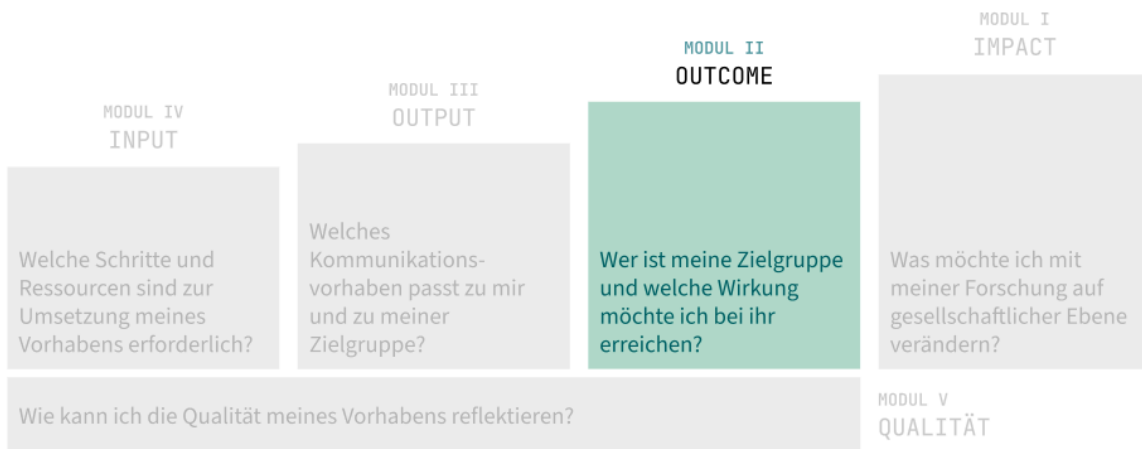 MODUL IV
INPUT
Welche Schritte und
Ressourcen sind zur
Umsetzung meines
Vorhabens erforderlich?
MODUL III
OUTPUT
Welches
Kommunikations-
vorhaben passt zu mir
und zu meiner
Zielgruppe?
MODUL II
OUTCOME
Wer ist meine Zielgruppe
und welche Wirkung
möchte ich bei ihr
erreichen?
MODUL I
IMPACT
Was möchte ich mit
meiner Forschung auf
gesellschaftlicher Ebene
verändern?
Wie kann ich die Qualität meines Vorhabens reflektieren?
MODUL V
QUALITÄT